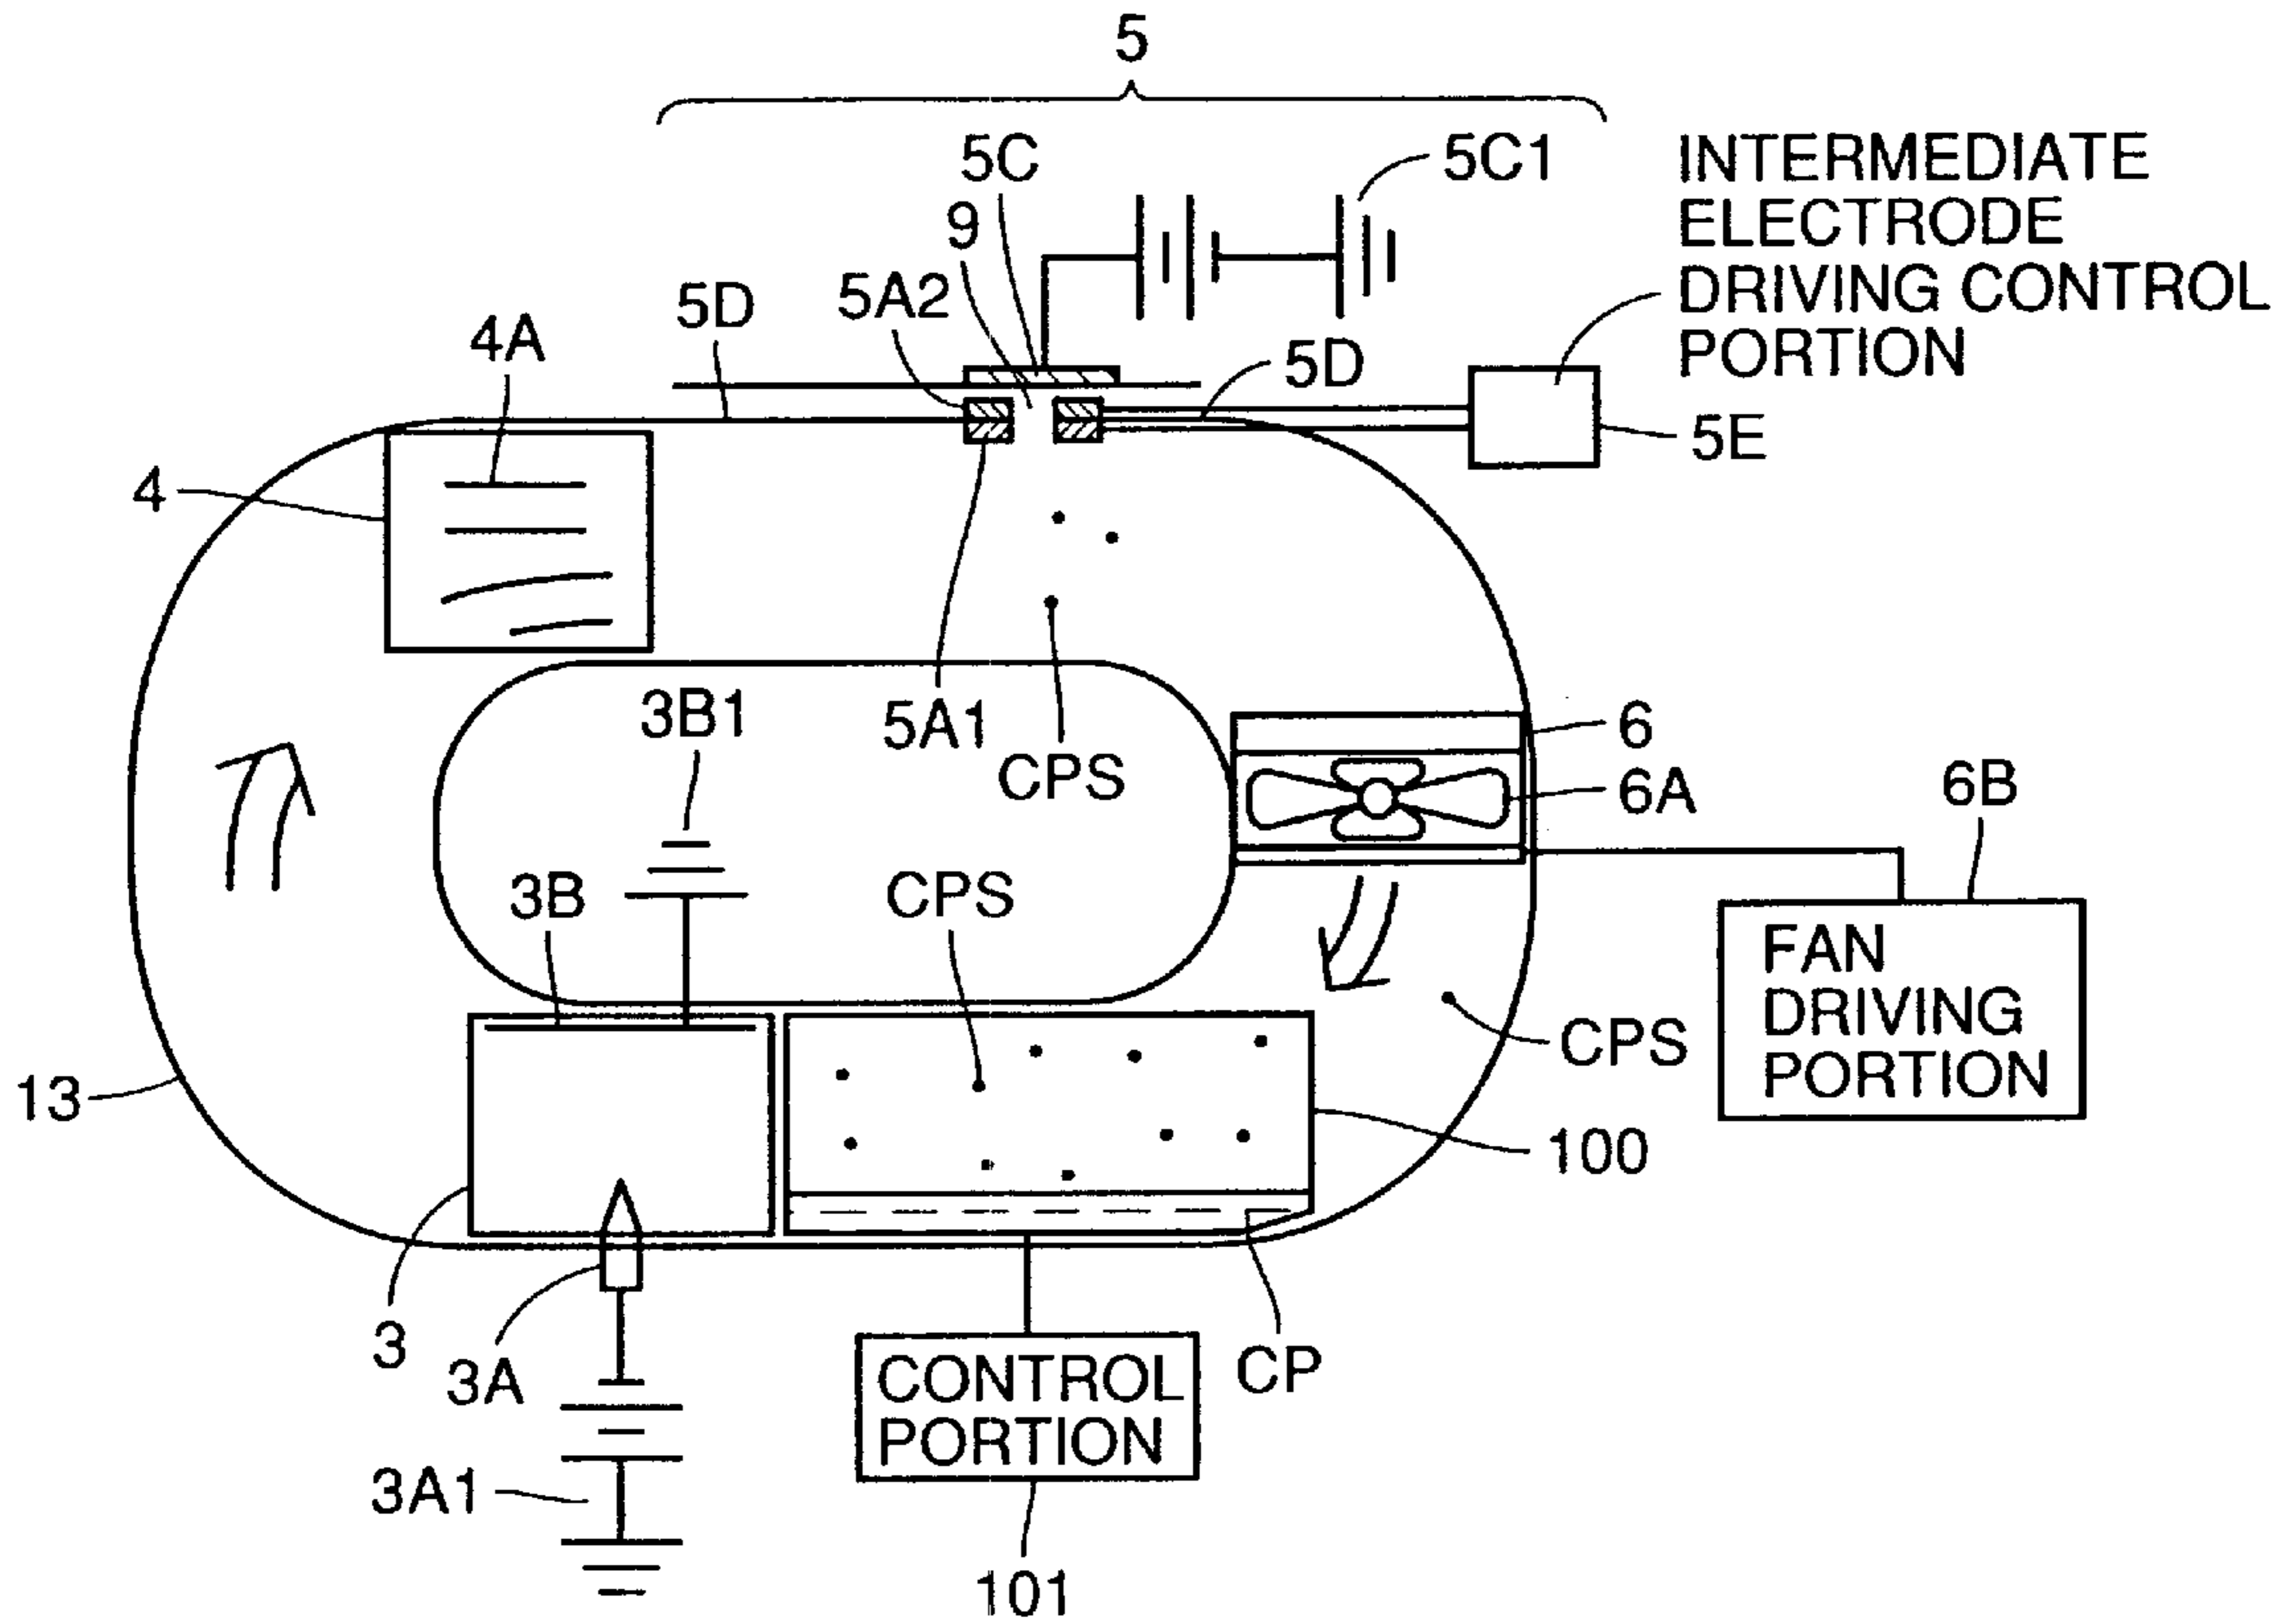 5
5C
5C1
INTERMEDIATE
ELECTRODE
DRIVING CONTROL
PORTION
9
5A2
5D
4A
5D
5E
4
3B1
5A1
CPS
6
6A
6B
3B
CPS
FAN
DRIVING
PORTION
CPS
13
100
3
3A
CONTROL
PORTION
CP
3A1
101